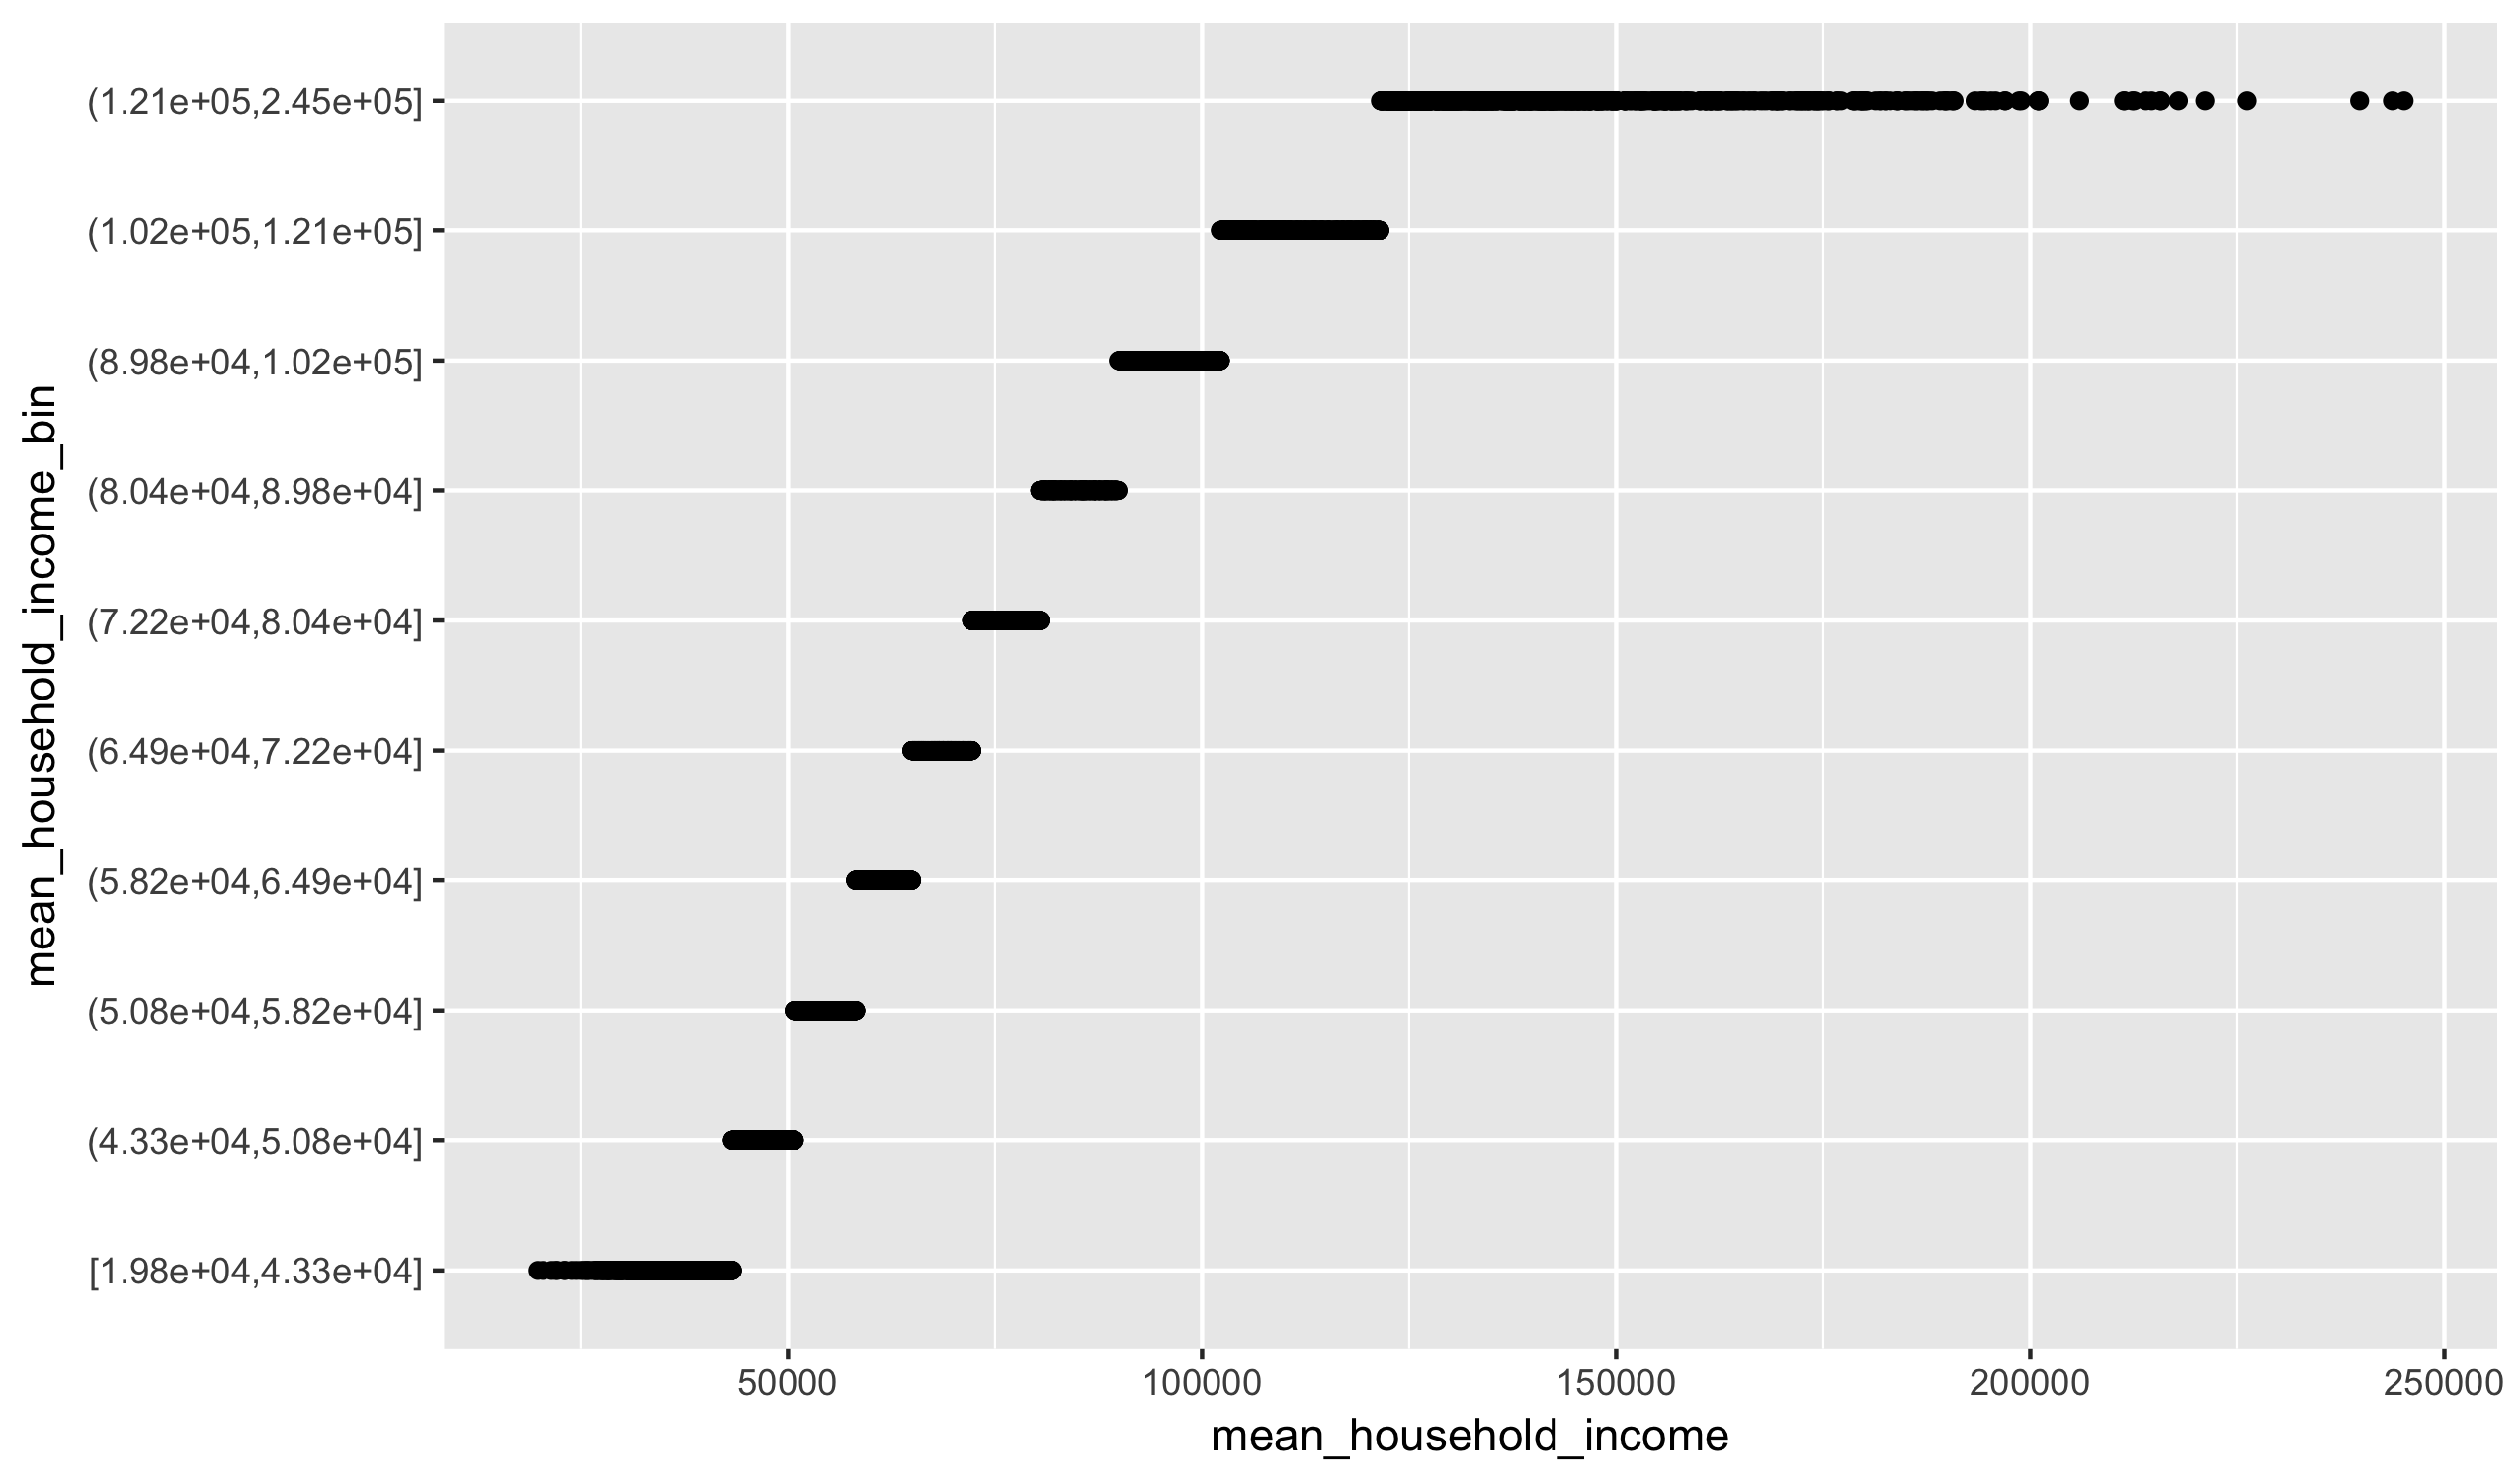 mean_household_income_bin
(1.21e+05,2.45e+05]
(1.02e+05,1.21e+05]
(8.98e+04,1.02e+05]
(8.04e+04,8.98e+04]
(7.22e+04,8.04e+04]
(6.49e+04,7.22e+04]
(5.82e+04,6.49e+04]
(5.08e+04,5.82e+04]
(4.33e+04,5.08e+04]
[1.98e+04,4.33e+04]
50000 100000 150000 200000 250000
mean_household_income